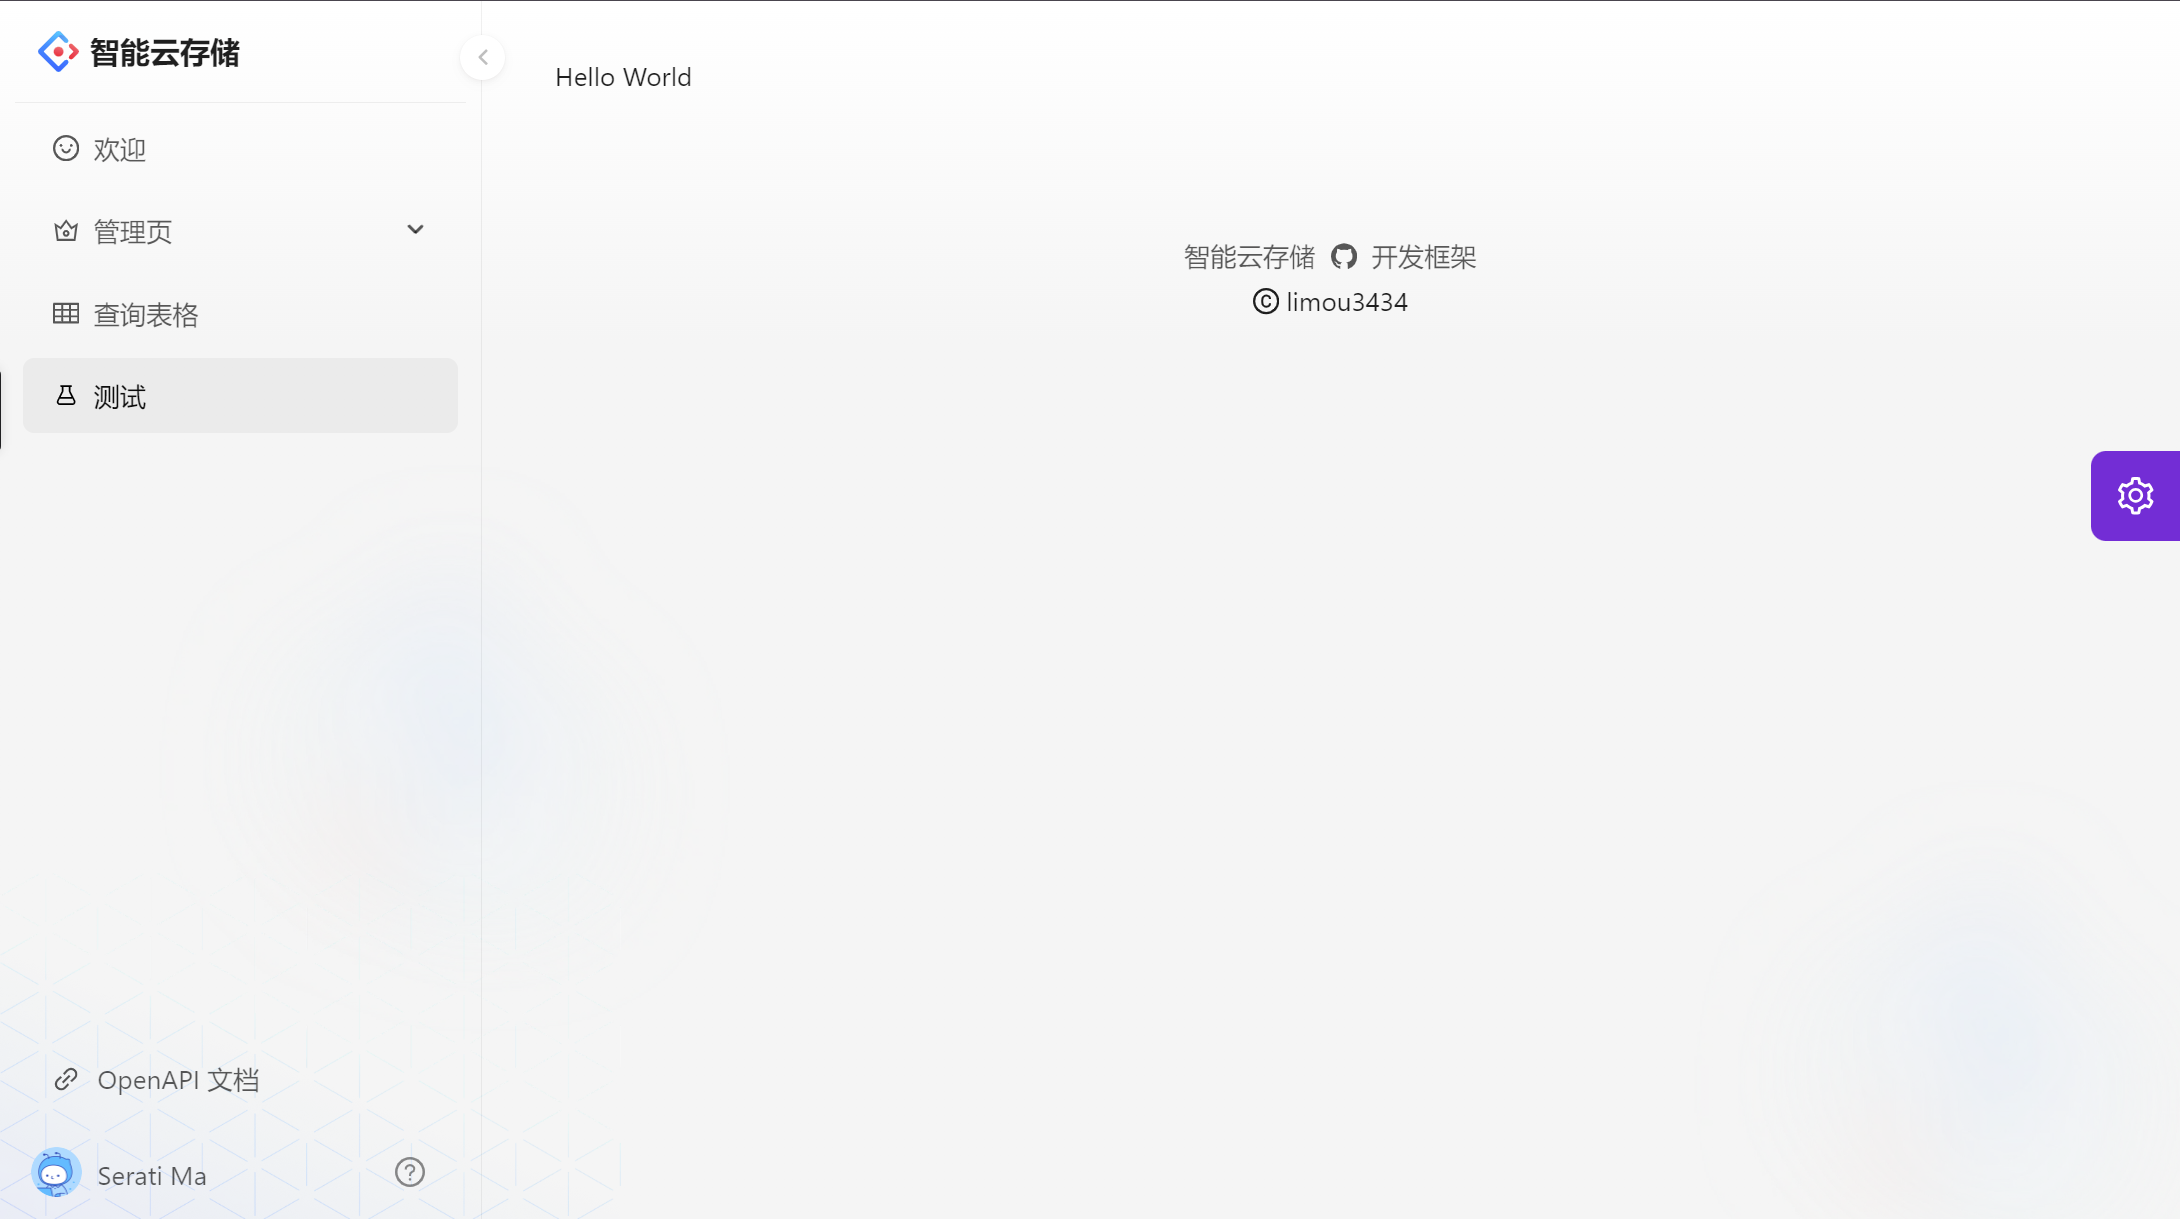 智能云存储
欢迎
管理页
查询表格
测试
OpenAPI 文档
Serati Ma
Hello World
智能云存储 开发框架
© limou3434